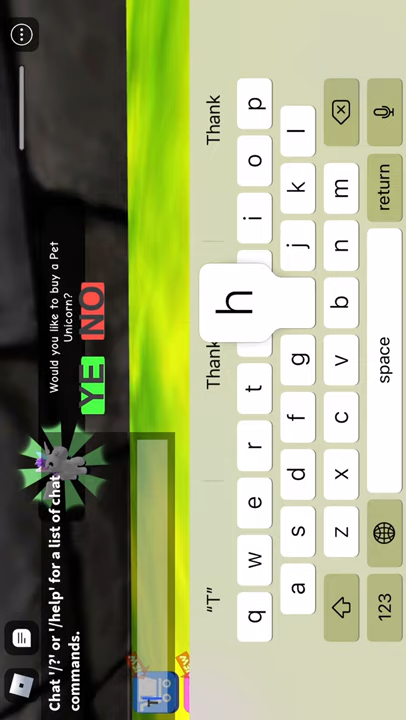 Would you like to buy a Pet
Unicorn?
YE NO
Chat '/?' or '/help' for a list of chat
commands.
"T" Thank Thank
q w e r t i o p
a s d f g h j k l
z x c v b n m
123 space return